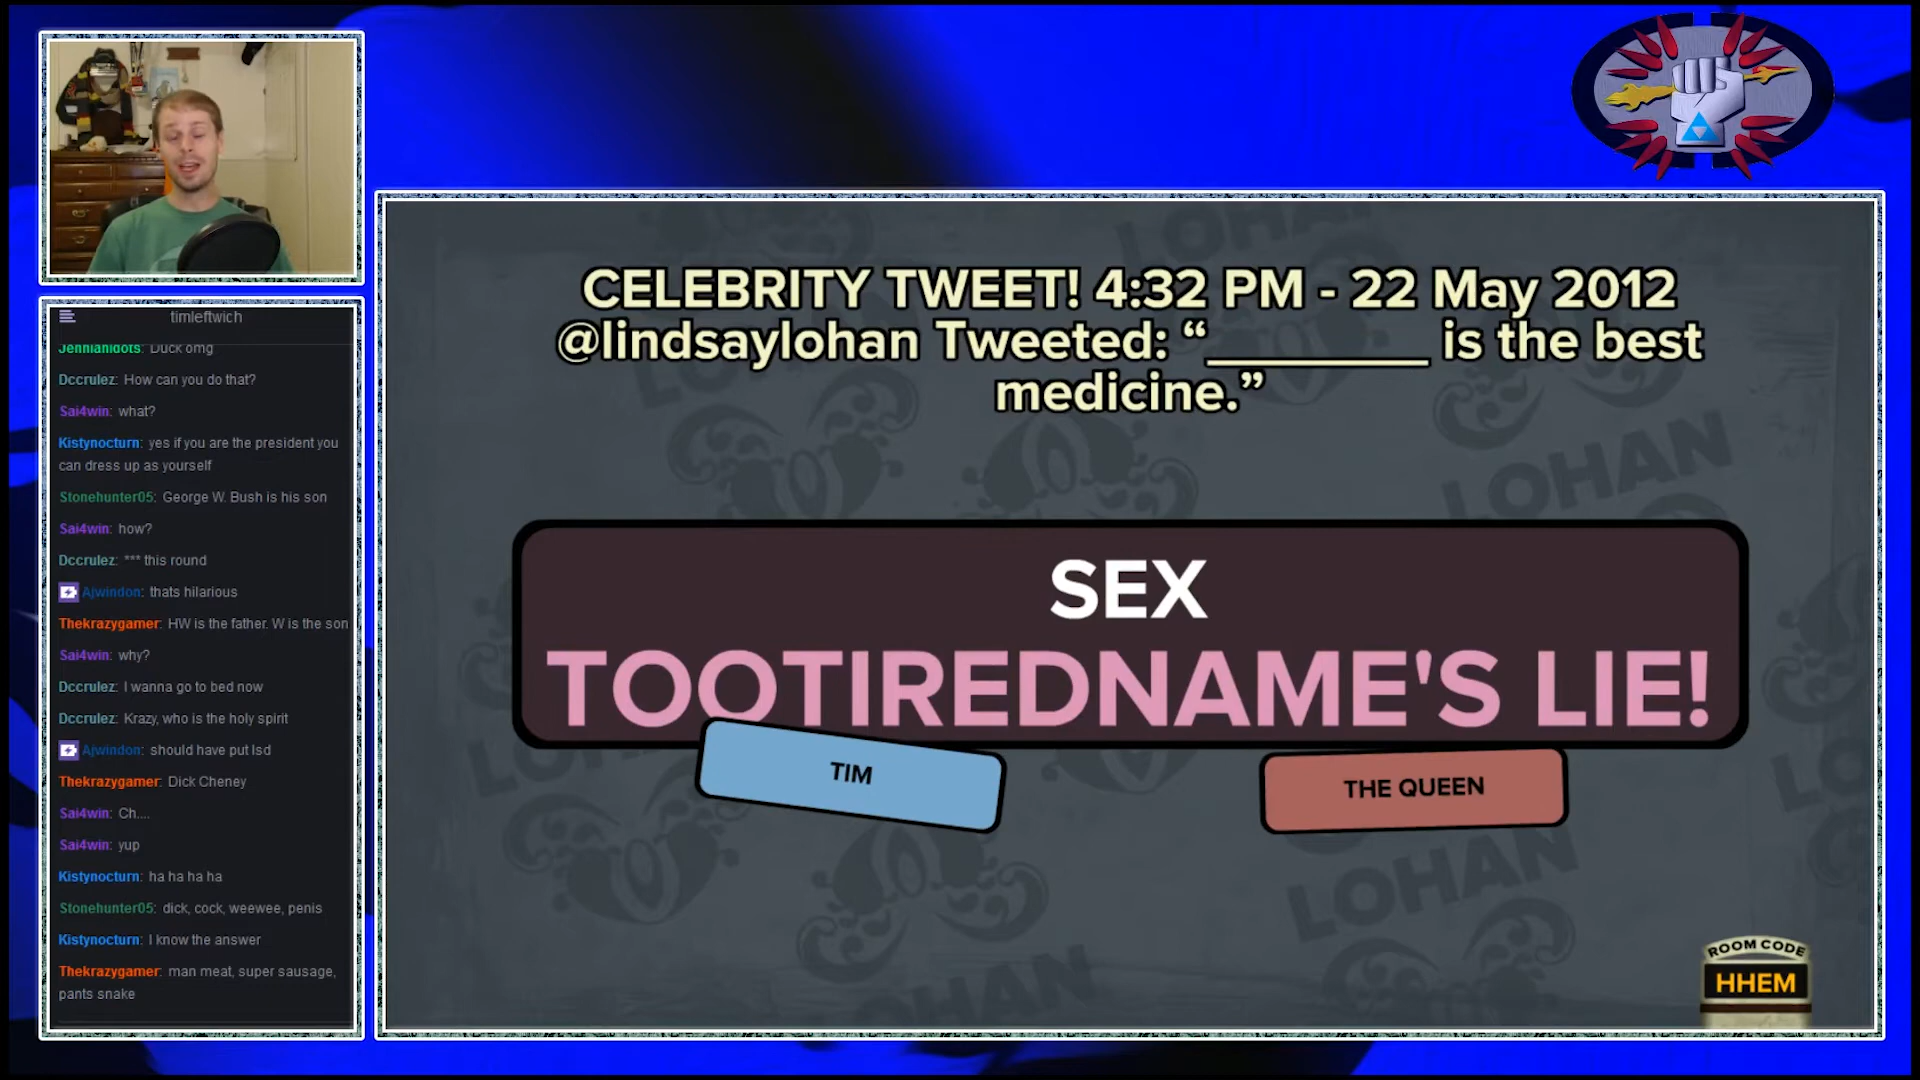 timleftwich
Jennianidots: Duck omg
Dccrulez: How can you do that?
Sai4win: what?
Kistynocturn: yes if you are the president you
can dress up as yourself
Stonehunter05: George W. Bush is his son
Sai4win: how?
Dccrulez: *** this round
Ajwindon: thats hilarious
Thekrazygamer: HW is the father. W is the son
Sai4win: why?
Dccrulez: I wanna go to bed now
Dccrulez: Krazy, who is the holy spirit
Ajwindon: should have put lsd
Thekrazygamer: Dick Cheney
Sai4win: Ch....
Sai4win: yup
Kistynocturn: ha ha ha ha
Stonehunter05: dick, cock, weewee, penis
Kistynocturn: I know the answer
Thekrazygamer: man meat, super sausage,
pants snake
CELEBRITY TWEET! 4:32 PM - 22 May 2012
@lindsaylohan Tweeted: “________ is the best
medicine.”
SEX
TOOTIREDNAME'S LIE!
TIM
THE QUEEN
LOHAN
LOHAN
LOHAN
LOHAN
ROOM CODE
HHEM